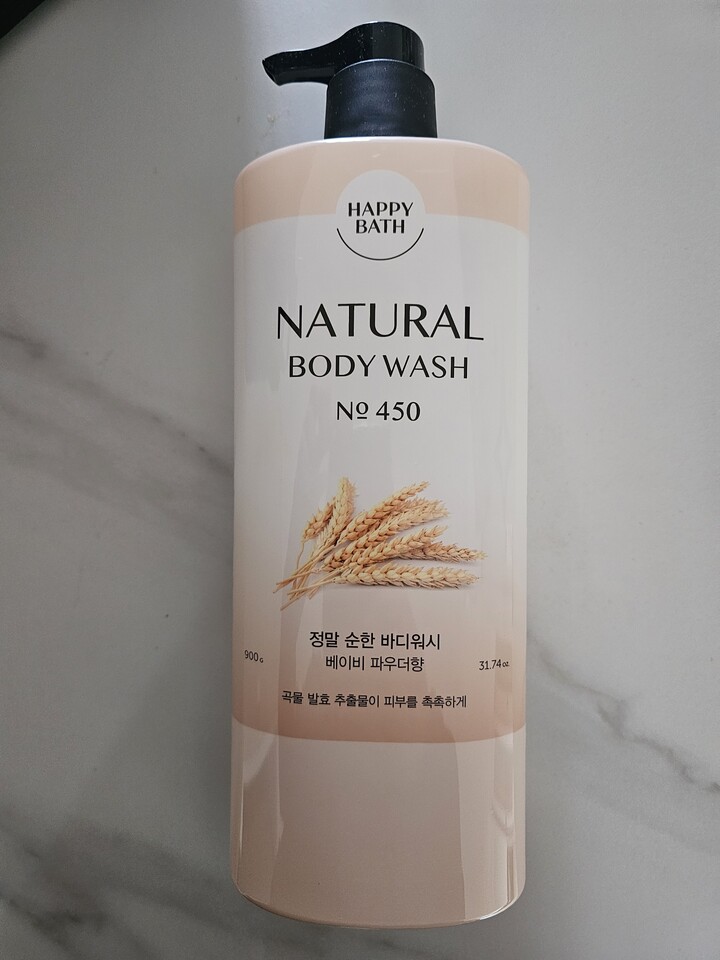 HAPPY
BATH
NATURAL
BODY WASH
Nº 450
정말 순한 바디워시
베이비 파우더향
900G
31.74oz
곡물 발효 추출물이 피부를 촉촉하게